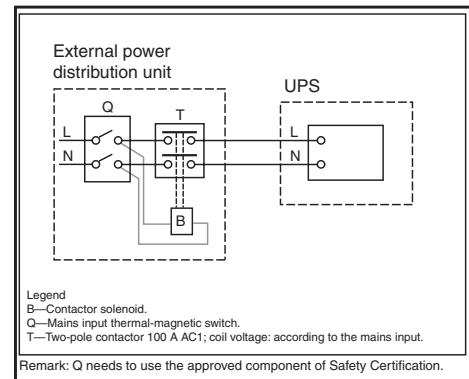 External power
distribution unit
UPS
Q
T
L
L
N
N
B
Legend
B—Contactor solenoid.
Q—Mains input thermal-magnetic switch.
T—Two-pole contactor 100 A AC1; coil voltage: according to the mains input.
Remark: Q needs to use the approved component of Safety Certification.